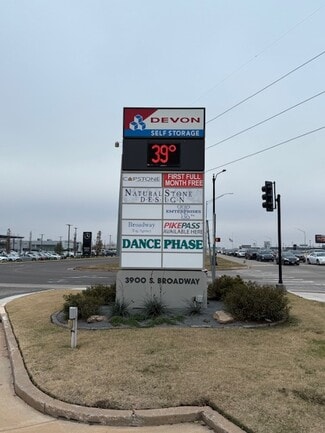 DEVON
SELF STORAGE
39°
CAPSTONE
FIRST FULL
MONTH FREE
NATURAL STONE
DESIGN
ENTERPRISES
Broadway
PIKEPASS
AVAILABLE HERE
DANCE PHASE
3900 S. BROADWAY